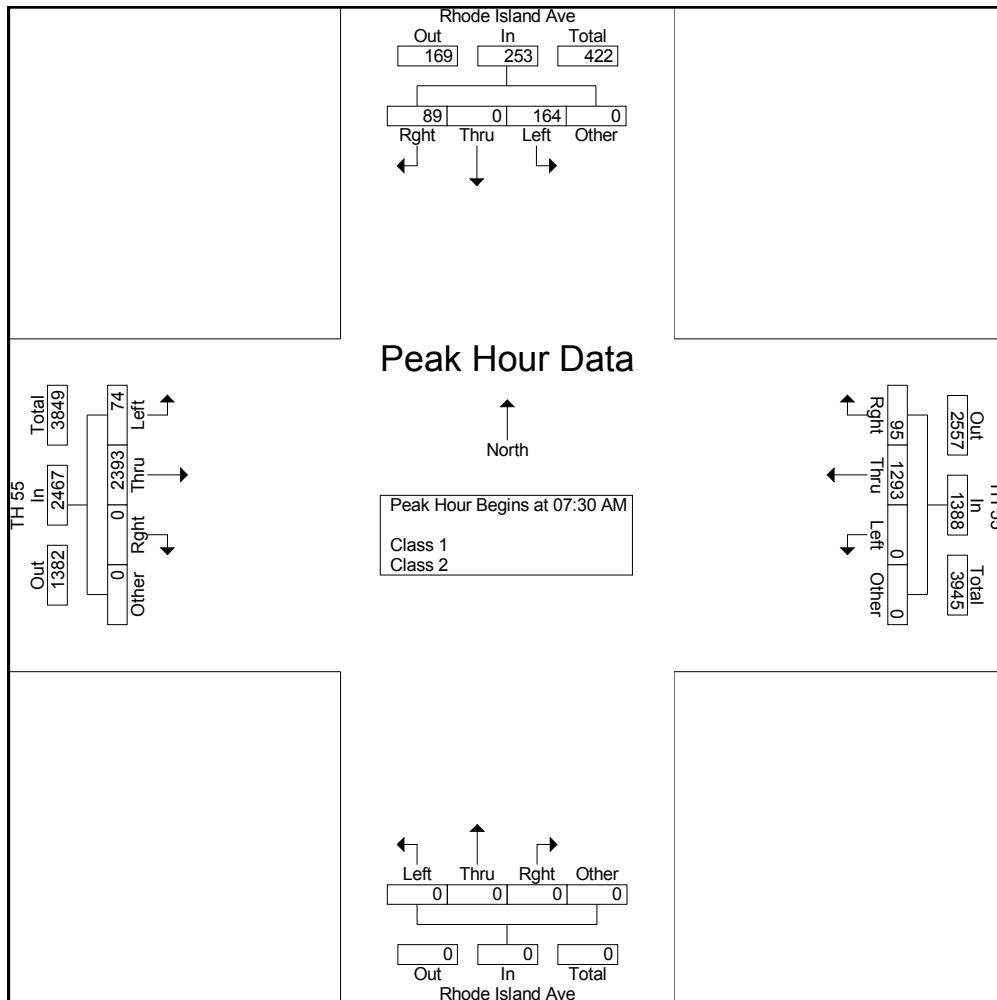 Rhode Island Ave
Out In Total
169 253 422
89 0 164 0
Rght Thru Left Other
Peak Hour Data
North
Peak Hour Begins at 07:30 AM
Class 1
Class 2
TH 55
Total In Out
3849 2467 1382
74 2393 0 0
Left Thru Rght Other
Rght Thru Left Other
95 1293 0 0
2557 1388 3945
Out In Total
Left Thru Rght Other
0 0 0 0
0 0 0
Out In Total
Rhode Island Ave